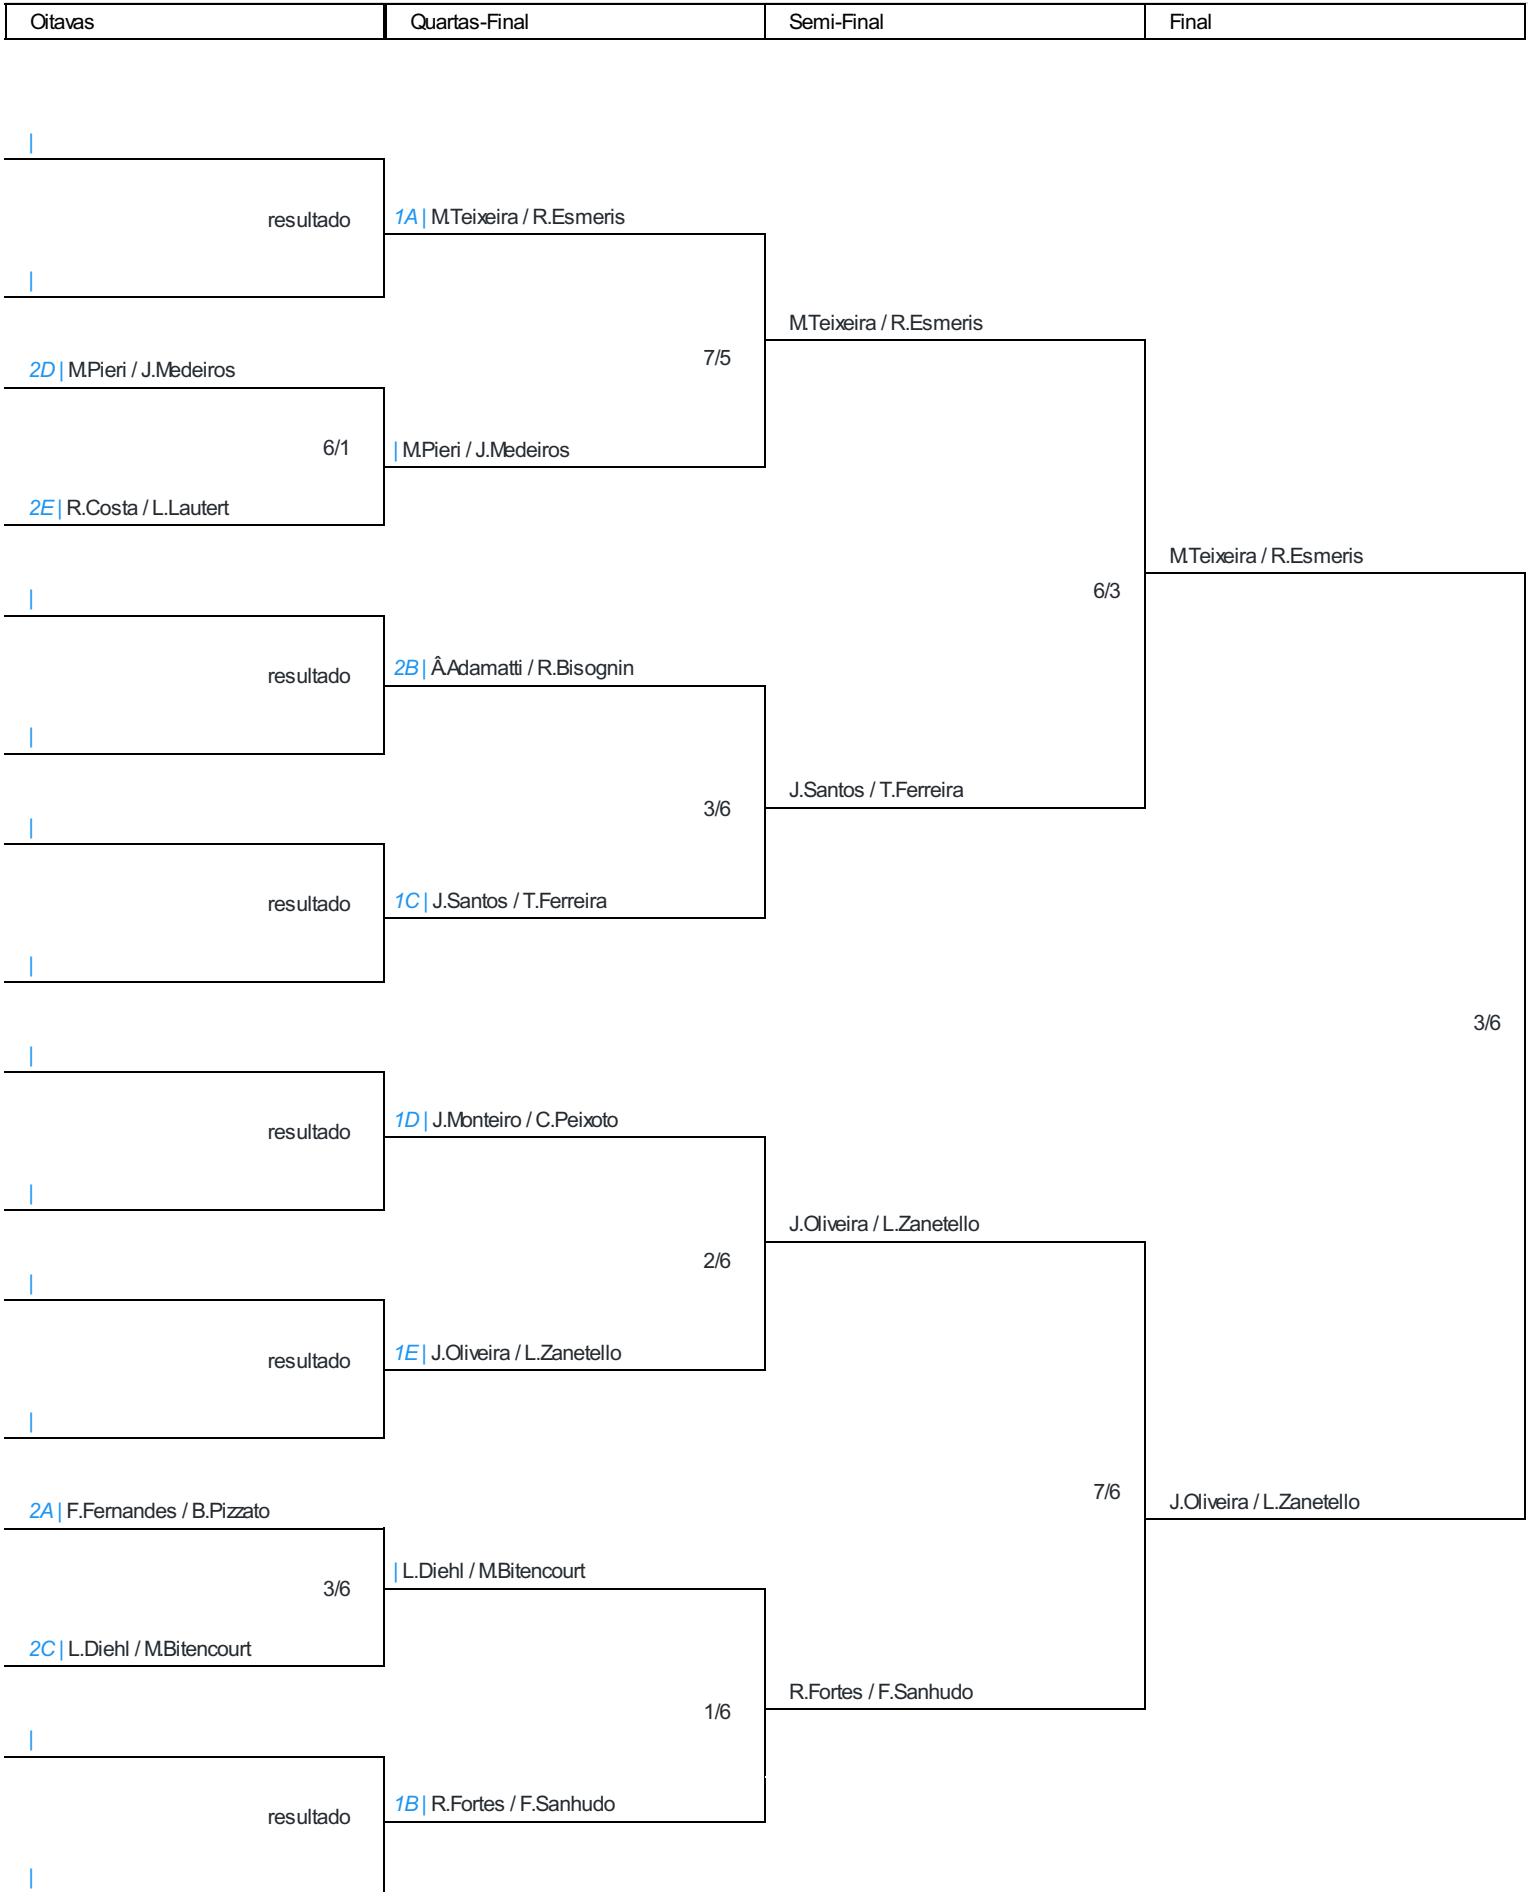 Oitavas Quartas-Final Semi-Final Final
|
resultado
1A | M.Teixeira / R.Esmeris
|
M.Teixeira / R.Esmeris
7/5
2D | M.Pieri / J.Medeiros
6/1
| M.Pieri / J.Medeiros
2E | R.Costa / L.Lautert
M.Teixeira / R.Esmeris
6/3
|
resultado
2B | Â.Adamatti / R.Bisognin
|
J.Santos / T.Ferreira
3/6
|
resultado
1C | J.Santos / T.Ferreira
|
3/6
|
resultado
1D | J.Monteiro / C.Peixoto
|
J.Oliveira / L.Zanetello
2/6
|
resultado
1E | J.Oliveira / L.Zanetello
|
7/6
J.Oliveira / L.Zanetello
2A | F.Fernandes / B.Pizzato
| L.Diehl / M.Bitencourt
3/6
2C | L.Diehl / M.Bitencourt
R.Fortes / F.Sanhudo
1/6
|
resultado
1B | R.Fortes / F.Sanhudo
|